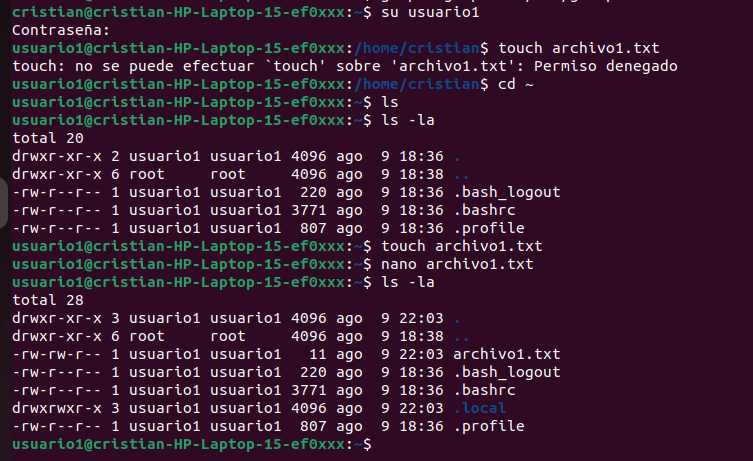 cristian@cristian-HP-Laptop-15-ef0xxx:~$ su usuario1
Contraseña:
usuario1@cristian-HP-Laptop-15-ef0xxx:/home/cristian$ touch archivo1.txt
touch: no se puede efectuar `touch' sobre 'archivo1.txt': Permiso denegado
usuario1@cristian-HP-Laptop-15-ef0xxx:/home/cristian$ cd ~
usuario1@cristian-HP-Laptop-15-ef0xxx:~$ ls
usuario1@cristian-HP-Laptop-15-ef0xxx:~$ ls -la
total 20
drwxr-xr-x 2 usuario1 usuario1 4096 ago  9 18:36 .
drwxr-xr-x 6 root     root     4096 ago  9 18:38 ..
-rw-r--r-- 1 usuario1 usuario1  220 ago  9 18:36 .bash_logout
-rw-r--r-- 1 usuario1 usuario1 3771 ago  9 18:36 .bashrc
-rw-r--r-- 1 usuario1 usuario1  807 ago  9 18:36 .profile
usuario1@cristian-HP-Laptop-15-ef0xxx:~$ touch archivo1.txt
usuario1@cristian-HP-Laptop-15-ef0xxx:~$ nano archivo1.txt
usuario1@cristian-HP-Laptop-15-ef0xxx:~$ ls -la
total 28
drwxr-xr-x 3 usuario1 usuario1 4096 ago  9 22:03 .
drwxr-xr-x 6 root     root     4096 ago  9 18:38 ..
-rw-rw-r-- 1 usuario1 usuario1   11 ago  9 22:03 archivo1.txt
-rw-r--r-- 1 usuario1 usuario1  220 ago  9 18:36 .bash_logout
-rw-r--r-- 1 usuario1 usuario1 3771 ago  9 18:36 .bashrc
drwxrwxr-x 3 usuario1 usuario1 4096 ago  9 22:03 .local
-rw-r--r-- 1 usuario1 usuario1  807 ago  9 18:36 .profile
usuario1@cristian-HP-Laptop-15-ef0xxx:~$